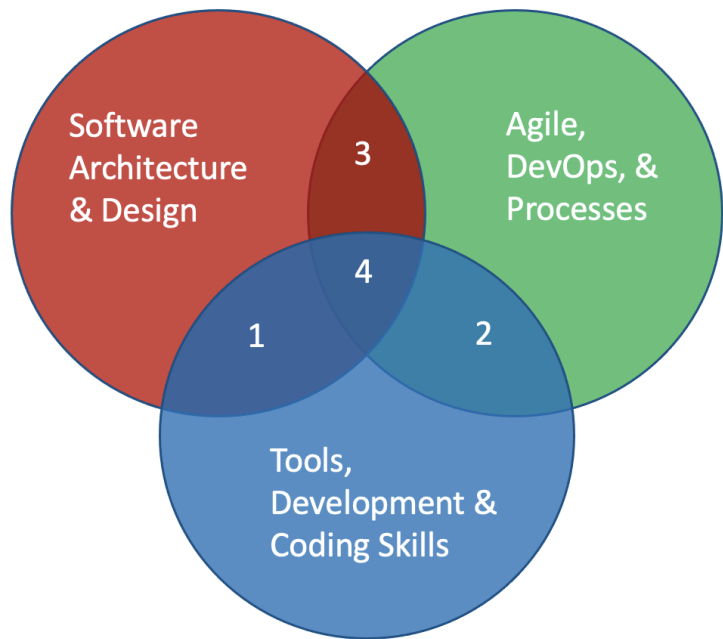 Software
Architecture
& Design
3
Agile,
DevOps, &
Processes
4
1
2
Tools,
Development &
Coding Skills